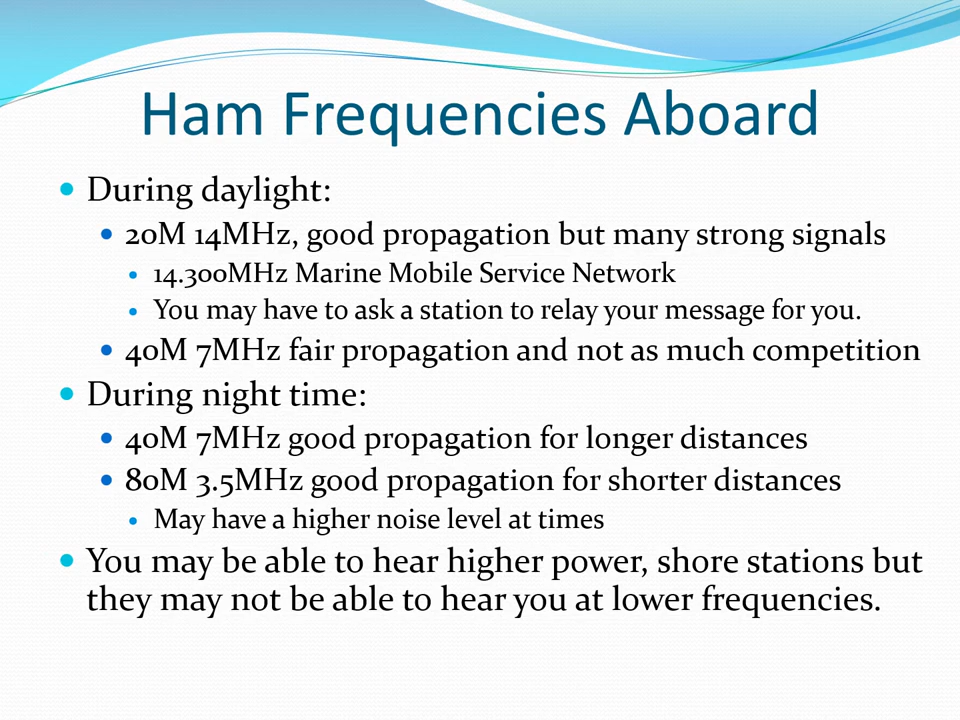 Ham Frequencies Aboard
During daylight:
20M 14MHz, good propagation but many strong signals
14.300MHz Marine Mobile Service Network
You may have to ask a station to relay your message for you.
40M 7MHz fair propagation and not as much competition
During night time:
40M 7MHz good propagation for longer distances
80M 3.5MHz good propagation for shorter distances
May have a higher noise level at times
You may be able to hear higher power, shore stations but
they may not be able to hear you at lower frequencies.